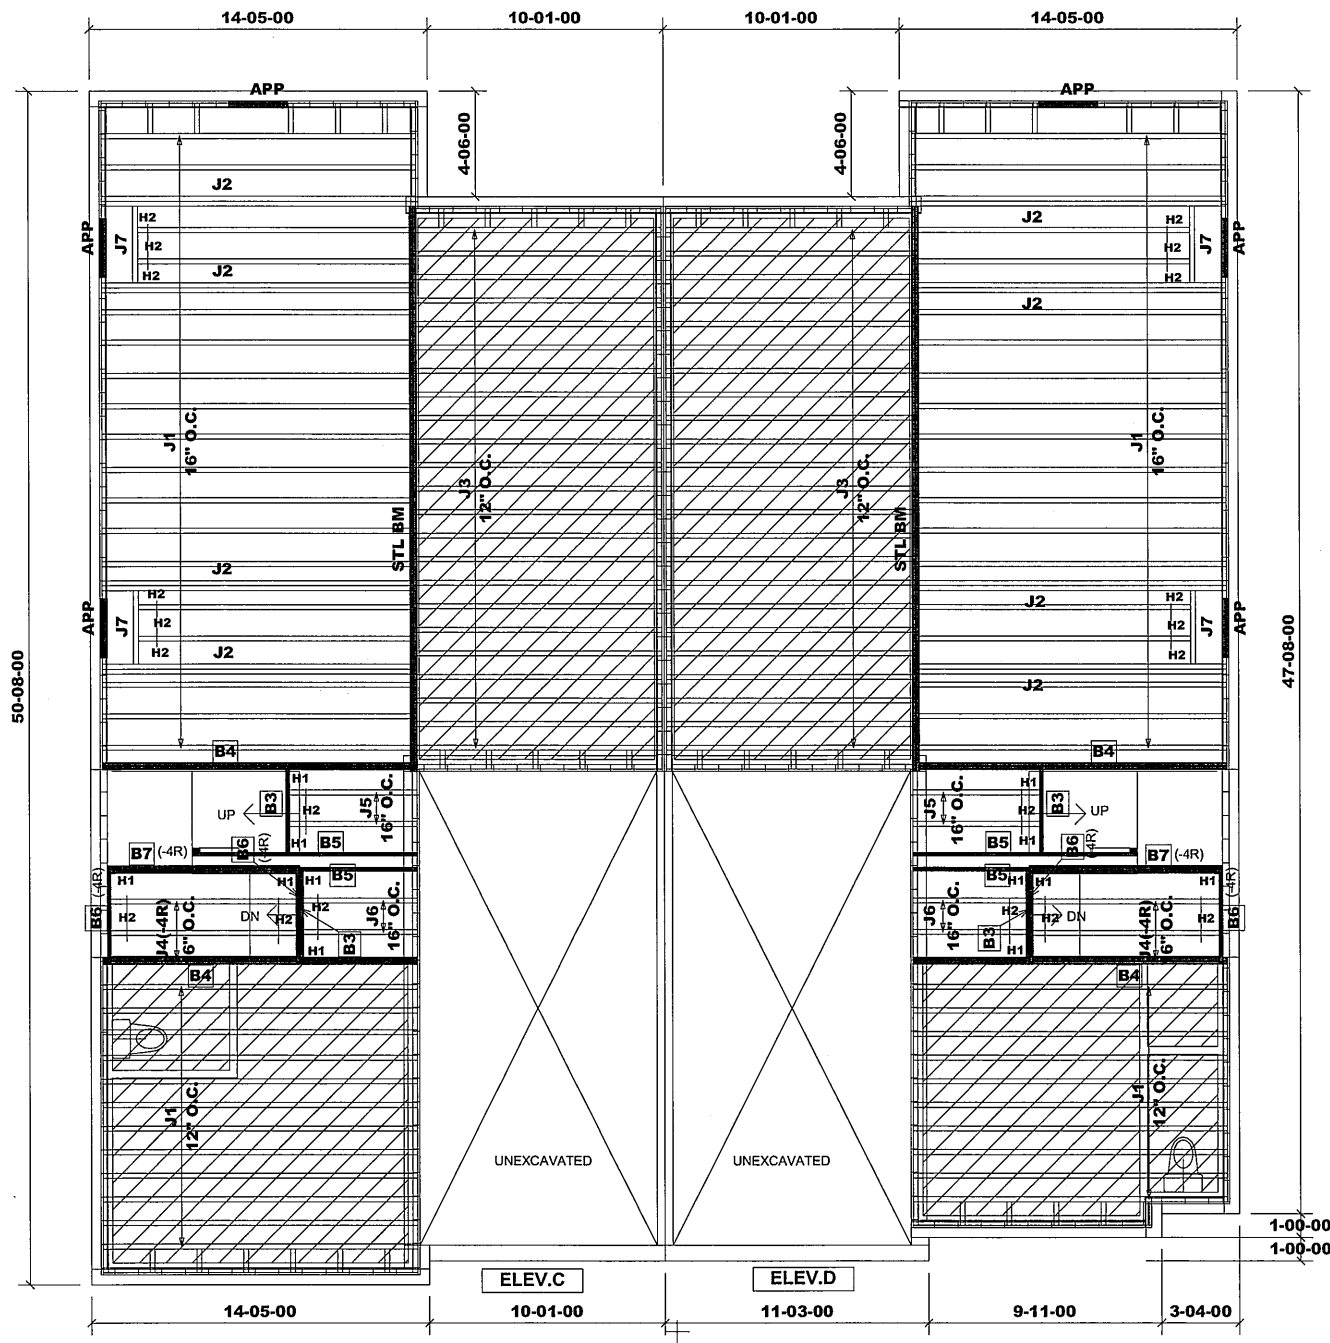 14-05-00 10-01-00 10-01-00 14-05-00
APP APP
4-06-00 4-06-00
J2 J2
H2 H2
APP J7 H2 H2 J7 APP
H2 J2 H2
J2
J1 16" O.C. J1 16" O.C.
J3 12" O.C. J3 12" O.C.
STL BM STL BM
J2
APP J7 H2 H2 J2 H2 J7 APP
H2 H2
H2 J2 H2
J2
50-08-00 47-08-00
B4 B4
H1 H1
UP B3 H2 J5 16" O.C. J5 16" O.C. H2 B3 UP
H1 B5 B5 H1
B7 (-4R) B6 (-4R) B6 (-4R) B7 (-4R)
H1 H1 H1 B5 B5 H1 H1 H1
B6 (-4R) H2 J4(-4R) 6" O.C. DN H2 H2 J6 16" O.C. J6 16" O.C. H2 H2 DN J4(-4R) 6" O.C. H2 B6 (-4R)
H1 B3 B3 H1
B4 B4
J1 12" O.C. J1 12" O.C.
UNEXCAVATED UNEXCAVATED
1-00-00
1-00-00
ELEV.C ELEV.D
14-05-00 10-01-00 11-03-00 9-11-00 3-04-00